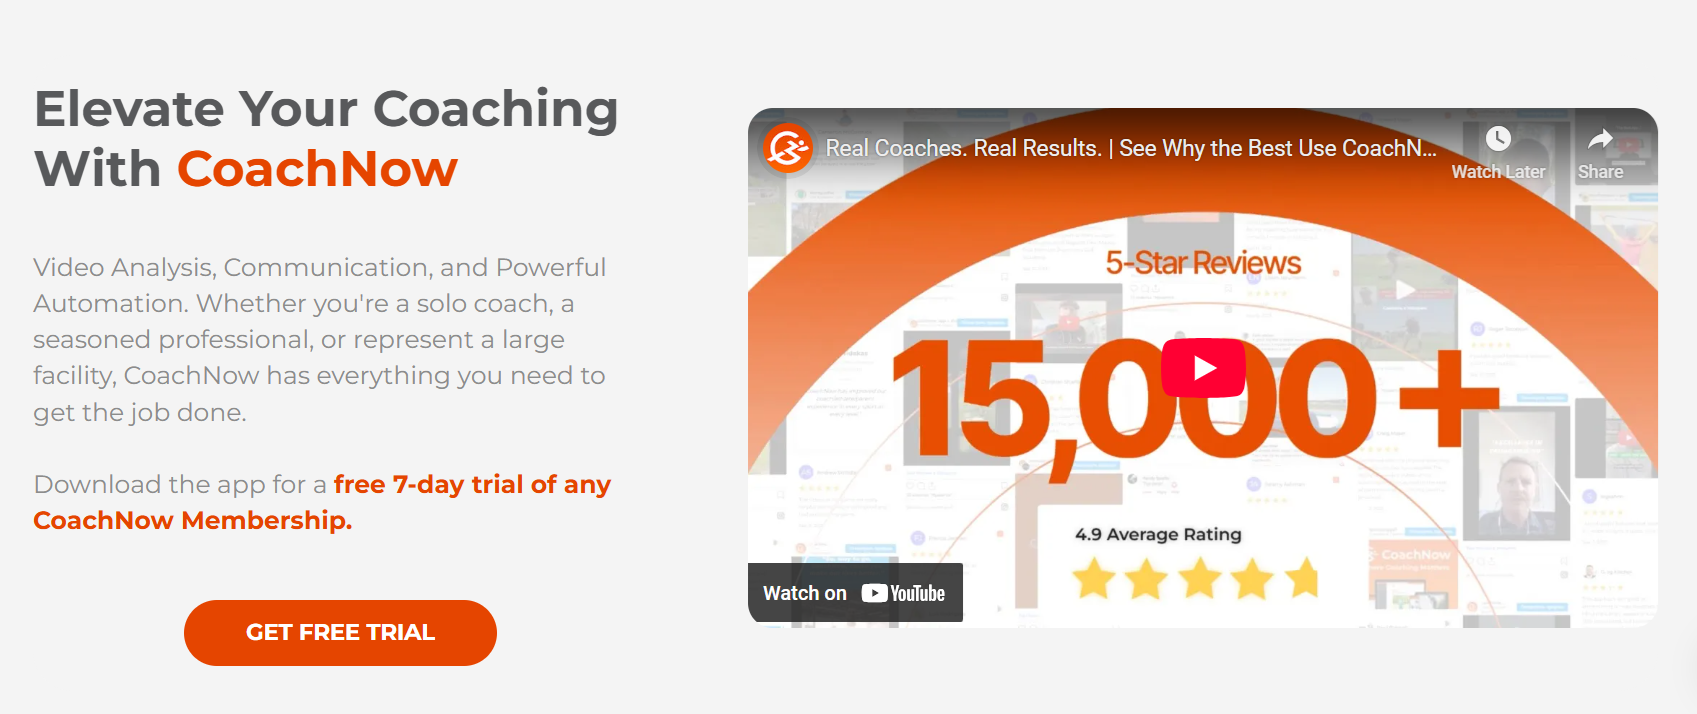 Elevate Your Coaching
With CoachNow
Video Analysis, Communication, and Powerful
Automation. Whether you're a solo coach, a
seasoned professional, or represent a large
facility, CoachNow has everything you need to
get the job done.
Download the app for a free 7-day trial of any
CoachNow Membership.
GET FREE TRIAL
Real Coaches. Real Results. | See Why the Best Use CoachN...
Watch Later
Share
5-Star Reviews
15,000+
4.9 Average Rating
CoachNow
Watch on YouTube